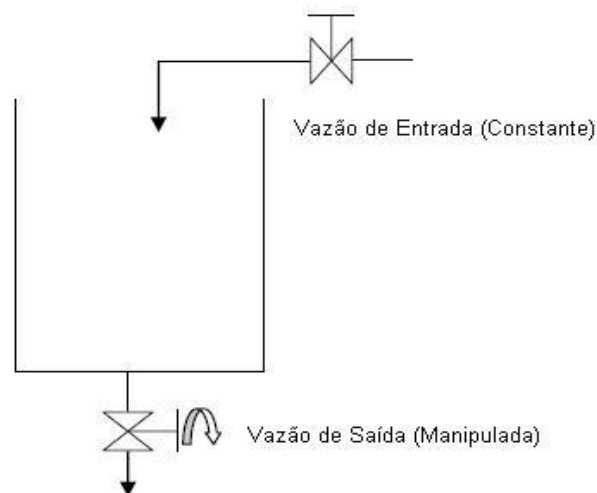 Vazão de Entrada (Constante)
Vazão de Saída (Manipulada)